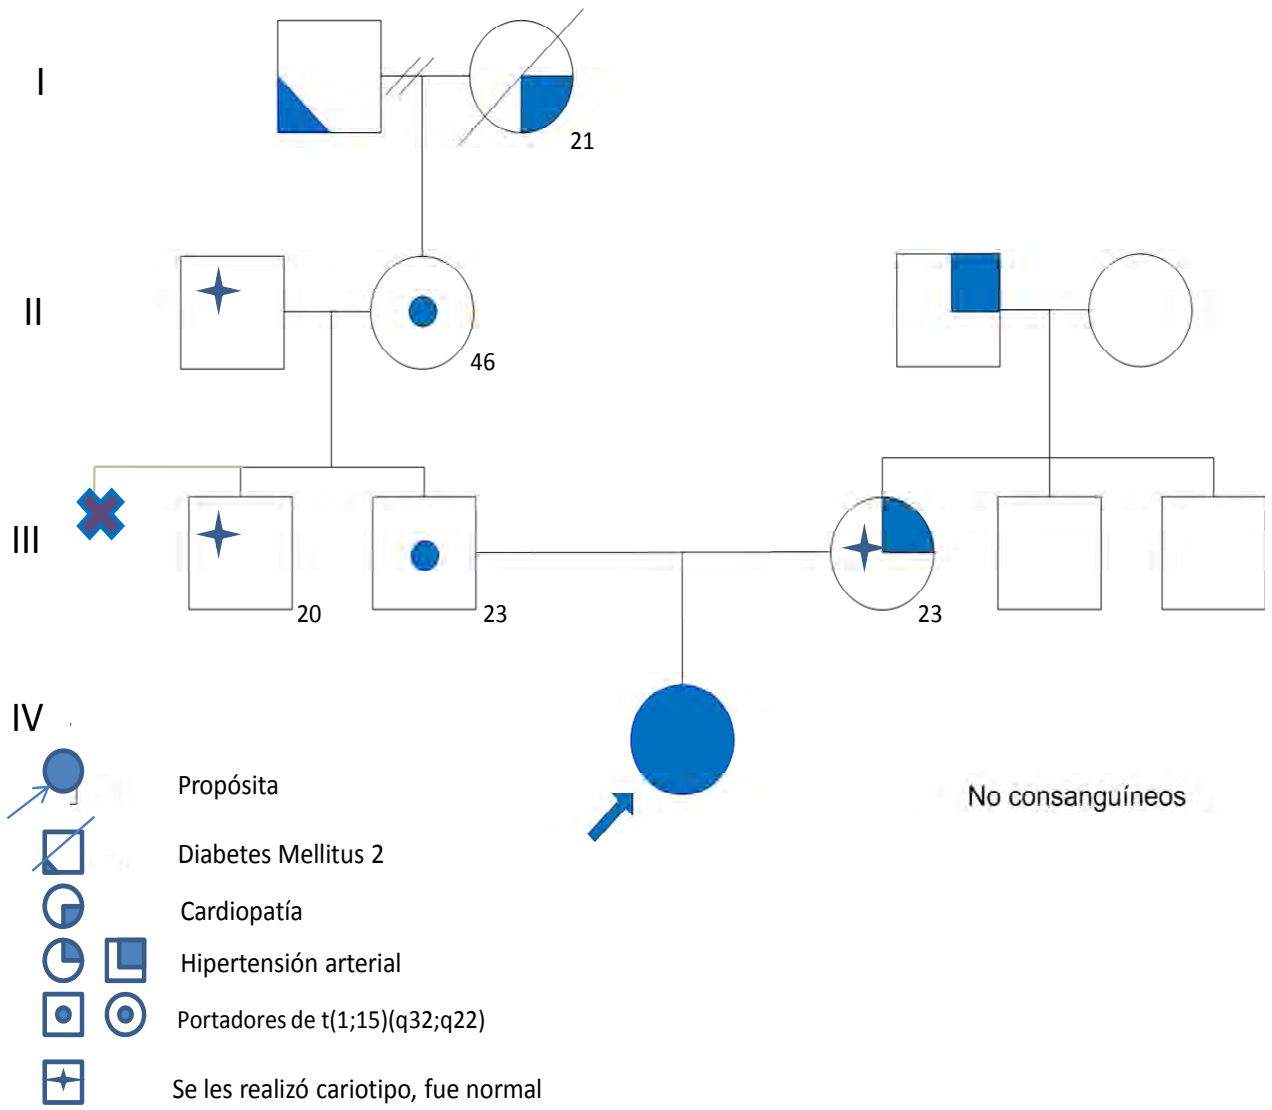 I
21
II
46
III
20
23
23
IV
Propósita
No consanguíneos
Diabetes Mellitus 2
Cardiopatía
Hipertensión arterial
Portadores de t(1;15)(q32;q22)
Se les realizó cariotipo, fue normal